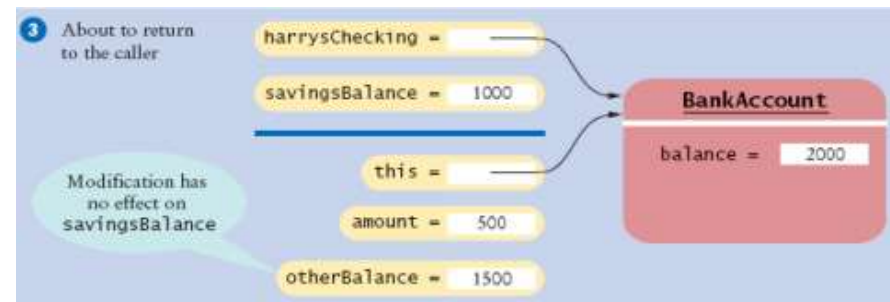 3 About to return
to the caller
harrysChecking =
savingsBalance = 1000
BankAccount
balance = 2000
this =
Modification has
no effect on
savingsBalance
amount = 500
otherBalance = 1500